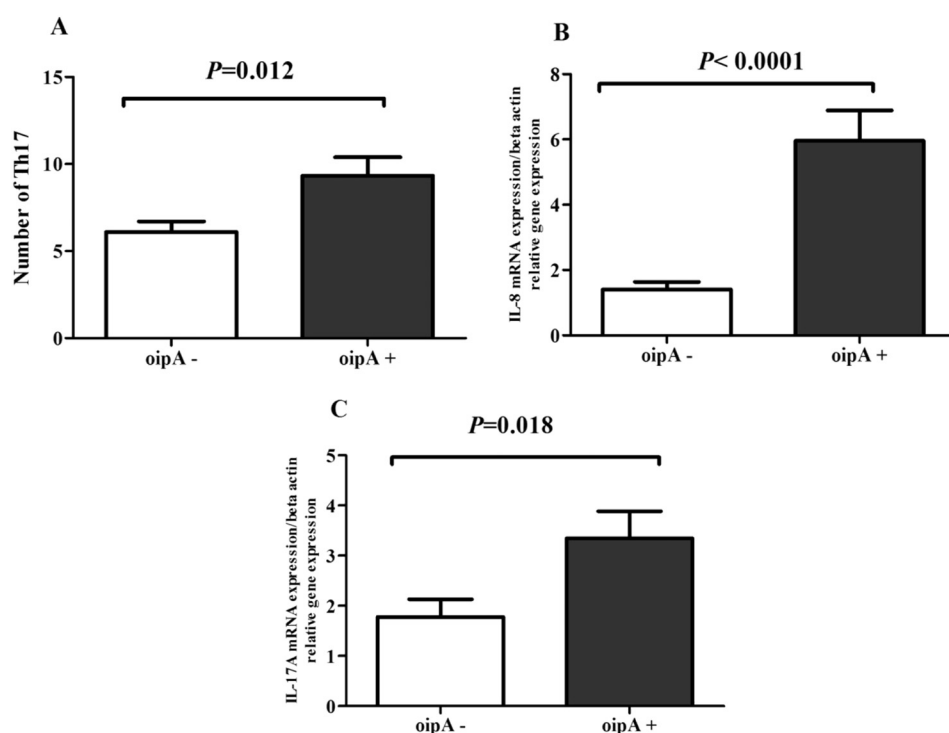 A
P=0.012
Number of Th17
15
10
5
0
oipA -
oipA +
B
P< 0.0001
IL-8 mRNA expression/beta actin
relative gene expression
8
6
4
2
0
oipA -
oipA +
C
P=0.018
IL-17A mRNA expression/beta actin
relative gene expression
5
4
3
2
1
0
oipA -
oipA +